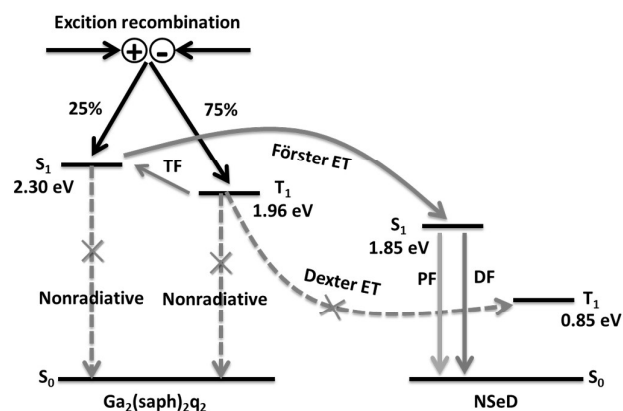 Excition recombination
+ -
25%
75%
S₁
2.30 eV
TF
T₁
1.96 eV
Förster ET
S₁
1.85 eV
PF
DF
Dexter ET
T₁
0.85 eV
Nonradiative
Nonradiative
S₀
S₀
Ga₂(saph)₂q₂
NSeD